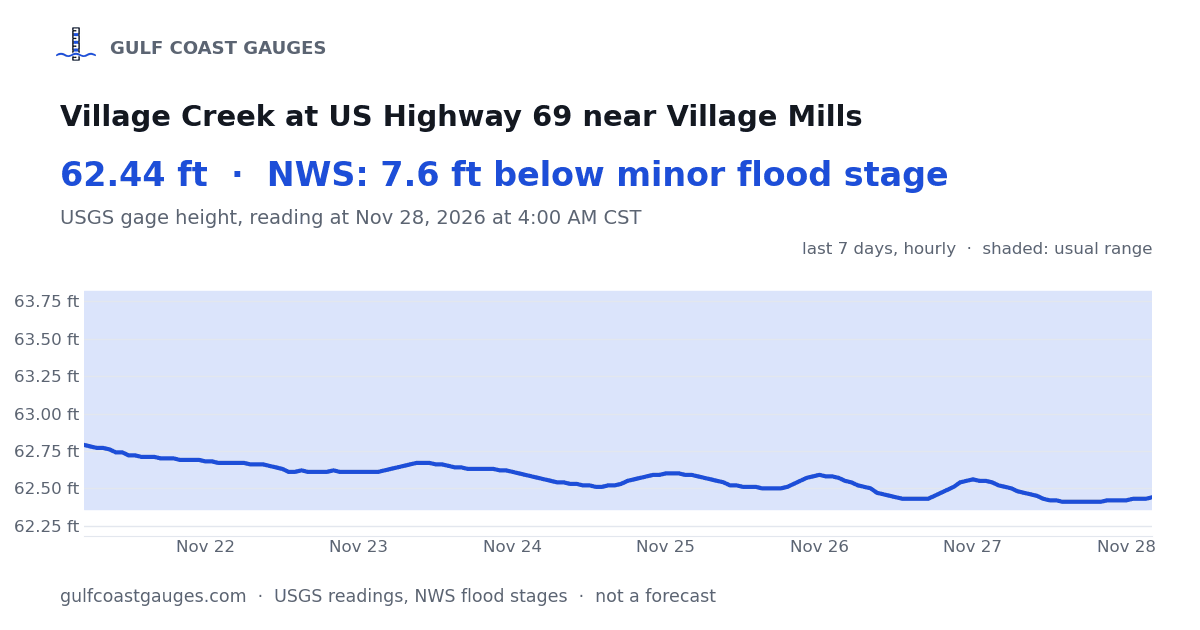 GULF COAST GAUGES
Village Creek at US Highway 69 near Village Mills
62.44 ft · NWS: 7.6 ft below minor flood stage
USGS gage height, reading at Nov 28, 2026 at 4:00 AM CST
last 7 days, hourly · shaded: usual range
63.75 ft
63.50 ft
63.25 ft
63.00 ft
62.75 ft
62.50 ft
62.25 ft
Nov 22 Nov 23 Nov 24 Nov 25 Nov 26 Nov 27 Nov 28
gulfcoastgauges.com · USGS readings, NWS flood stages · not a forecast